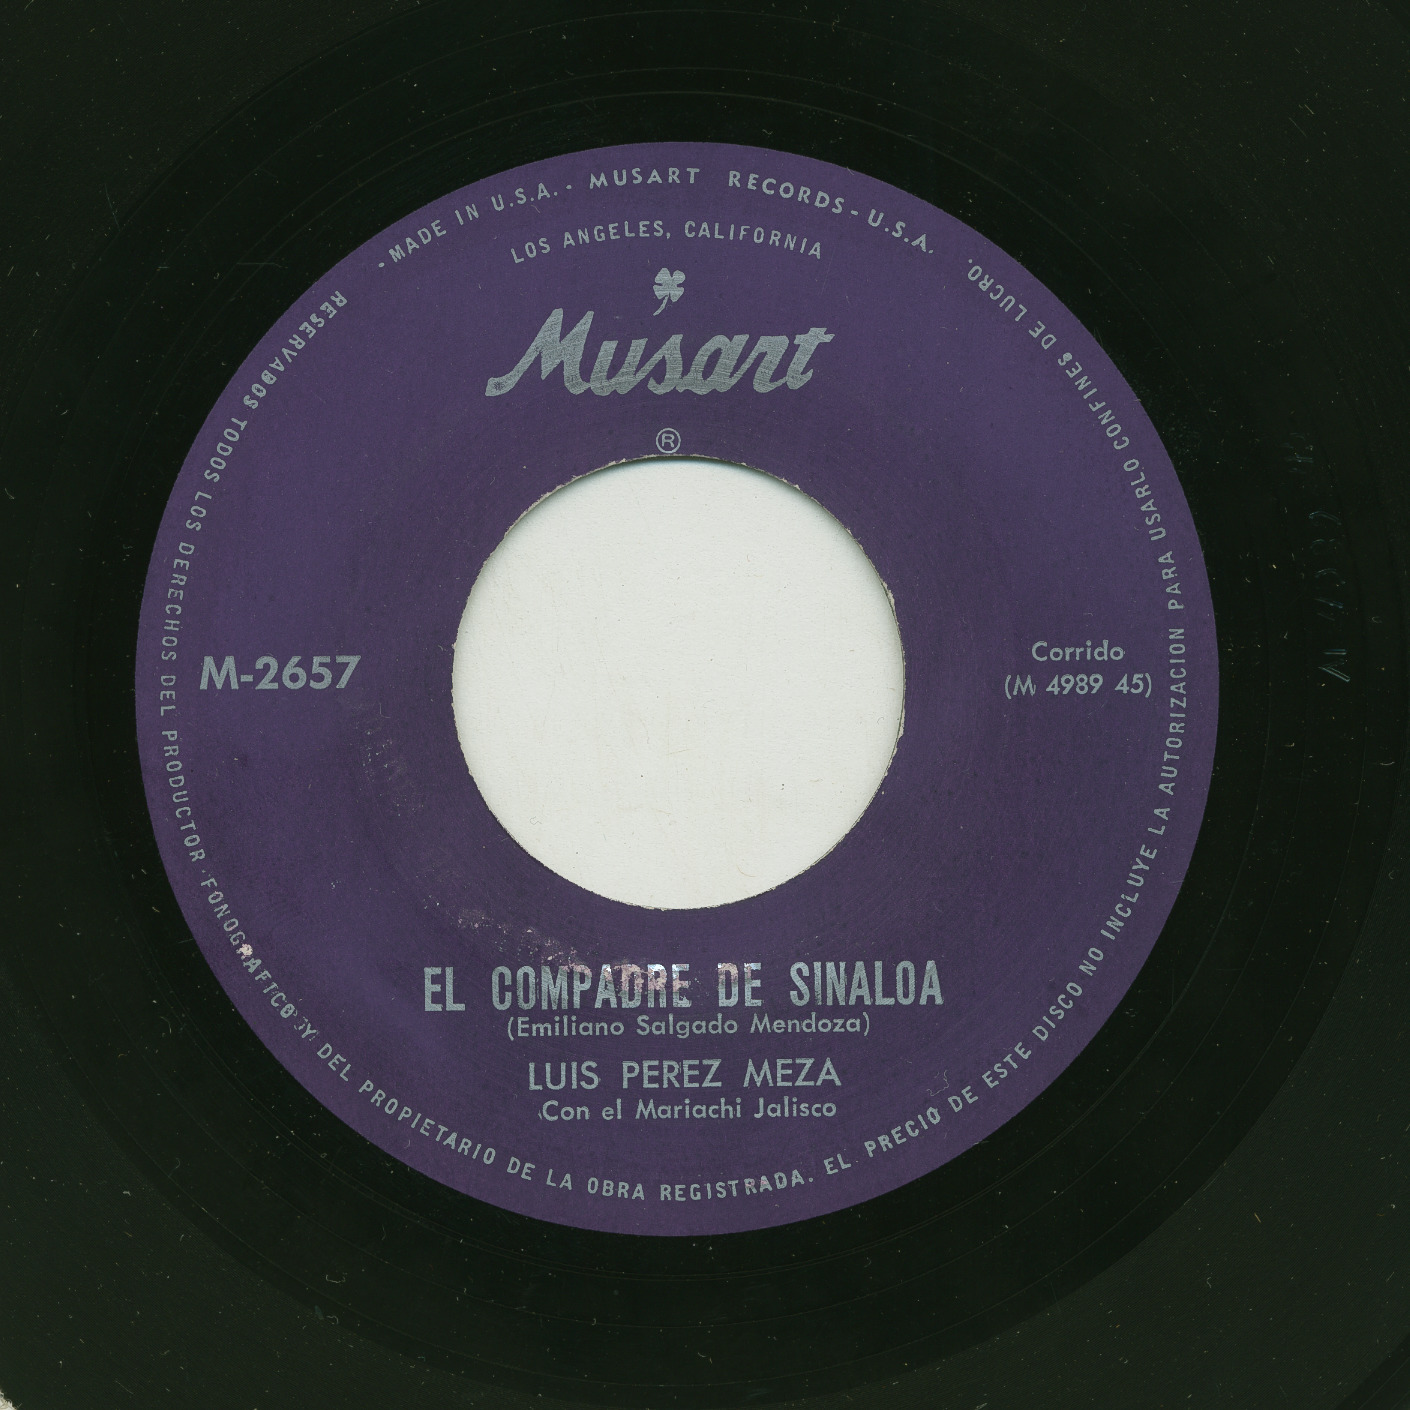 - MADE IN U.S.A. - MUSART RECORDS - U.S.A.
LOS ANGELES, CALIFORNIA
Musart
®
M-2657
Corrido
(M 4989 45)
EL COMPADRE DE SINALOA
(Emiliano Salgado Mendoza)
LUIS PEREZ MEZA
Con el Mariachi Jalisco
RESERVADOS TODOS LOS DERECHOS DEL PRODUCTOR FONOGRAFICO Y DEL PROPIETARIO DE LA OBRA REGISTRADA. EL PRECIO DE ESTE DISCO NO INCLUYE LA AUTORIZACION PARA USARLO CONFINES DE LUCRO.